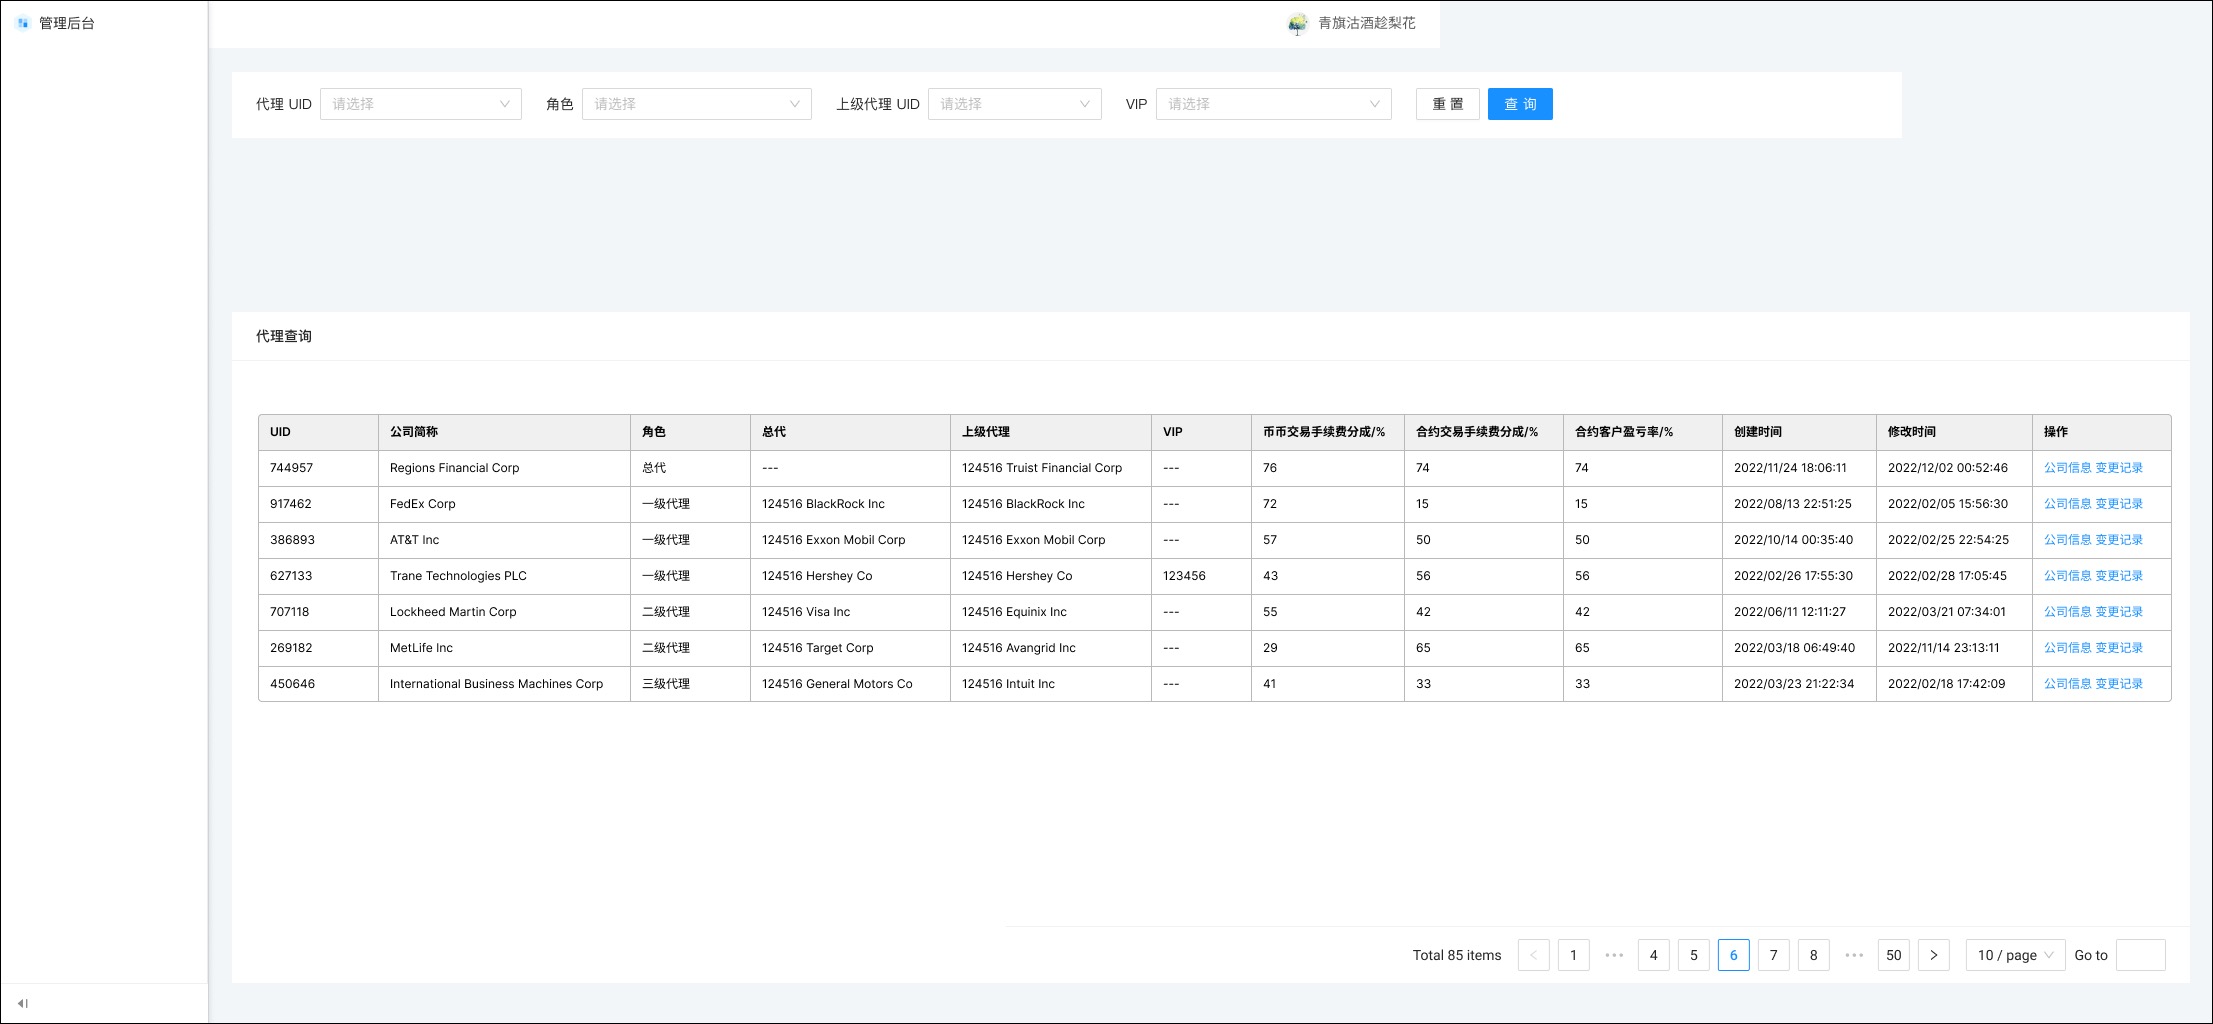 管理后台
青旗沽酒趁梨花
代理 UID 请选择 角色 请选择 上级代理 UID 请选择 VIP 请选择 重 置 查 询
代理查询
UID 公司简称 角色 总代 上级代理 VIP 币币交易手续费分成/% 合约交易手续费分成/% 合约客户盈亏率/% 创建时间 修改时间 操作
744957 Regions Financial Corp 总代 --- 124516 Truist Financial Corp --- 76 74 74 2022/11/24 18:06:11 2022/12/02 00:52:46 公司信息 变更记录
917462 FedEx Corp 一级代理 124516 BlackRock Inc 124516 BlackRock Inc --- 72 15 15 2022/08/13 22:51:25 2022/02/05 15:56:30 公司信息 变更记录
386893 AT&T Inc 一级代理 124516 Exxon Mobil Corp 124516 Exxon Mobil Corp --- 57 50 50 2022/10/14 00:35:40 2022/02/25 22:54:25 公司信息 变更记录
627133 Trane Technologies PLC 一级代理 124516 Hershey Co 124516 Hershey Co 123456 43 56 56 2022/02/26 17:55:30 2022/02/28 17:05:45 公司信息 变更记录
707118 Lockheed Martin Corp 二级代理 124516 Visa Inc 124516 Equinix Inc --- 55 42 42 2022/06/11 12:11:27 2022/03/21 07:34:01 公司信息 变更记录
269182 MetLife Inc 二级代理 124516 Target Corp 124516 Avangrid Inc --- 29 65 65 2022/03/18 06:49:40 2022/11/14 23:13:11 公司信息 变更记录
450646 International Business Machines Corp 三级代理 124516 General Motors Co 124516 Intuit Inc --- 41 33 33 2022/03/23 21:22:34 2022/02/18 17:42:09 公司信息 变更记录
Total 85 items < 1 ••• 4 5 6 7 8 ••• 50 > 10 / page Go to